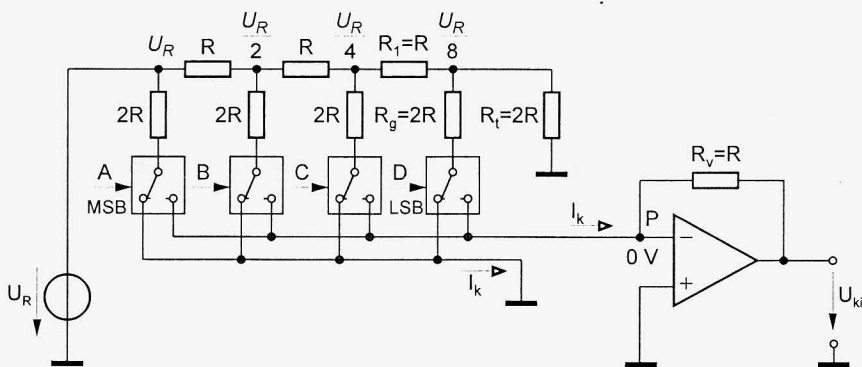 U_R
U_R
2
U_R
4
U_R
8
R
R
R₁=R
2R
2R
2R
R_g=2R
R_t=2R
R_v=R
A
MSB
B
C
D
LSB
I_k
P
0 V
−
+
I_k
U_R
U_ki